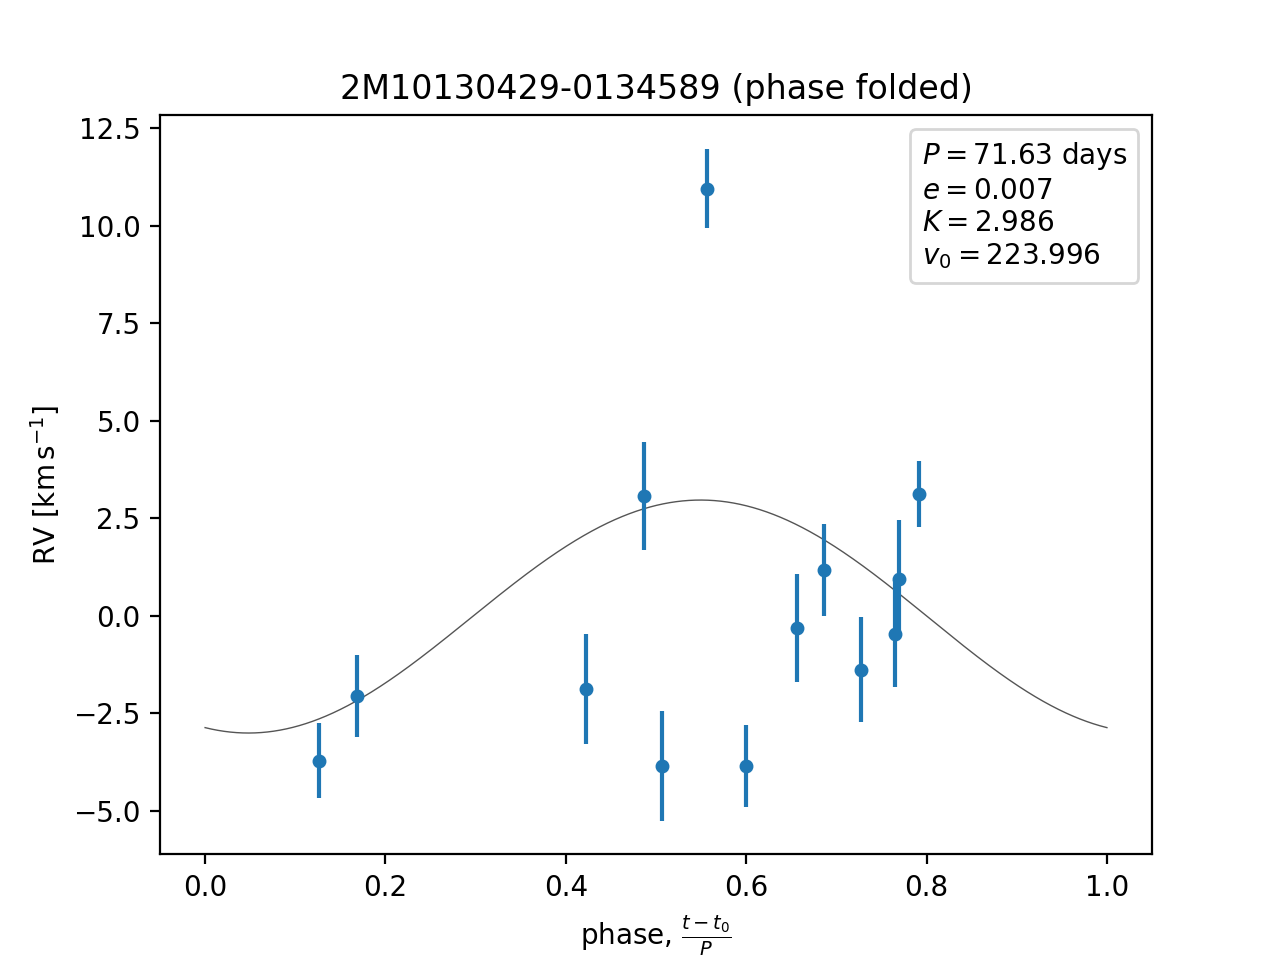 2M10130429-0134589 (phase folded)
12.5
10.0
7.5
5.0
2.5
0.0
−2.5
−5.0
RV [km s⁻¹]
P = 71.63 days
e = 0.007
K = 2.986
v₀ = 223.996
0.0 0.2 0.4 0.6 0.8 1.0
phase, (t − t₀)/P